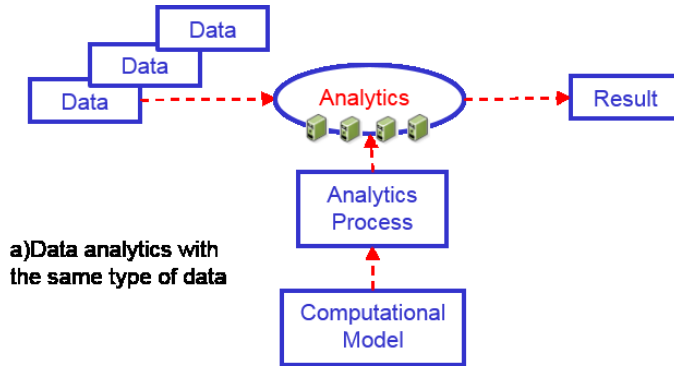 Data
Data
Data
Analytics
Result
Analytics
Process
a)Data analytics with
the same type of data
Computational
Model